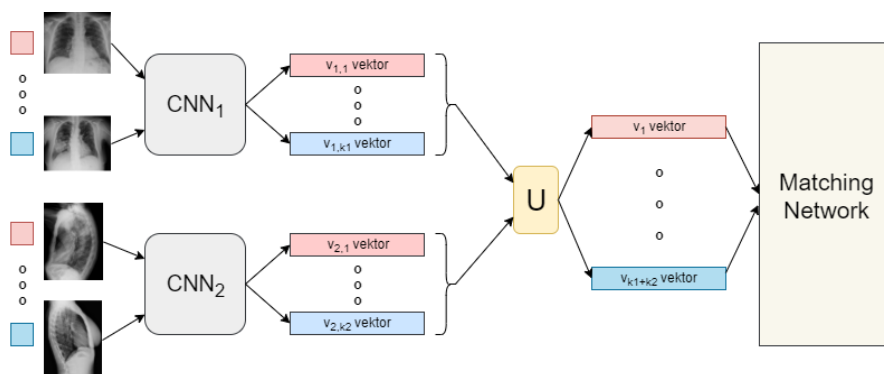 CNN₁
v₁,₁ vektor
o
o
o
v₁,ₖ₁ vektor
o
o
o
CNN₂
v₂,₁ vektor
o
o
o
v₂,ₖ₂ vektor
o
o
o
U
v₁ vektor
o
o
o
vₖ₁₊ₖ₂ vektor
Matching
Network